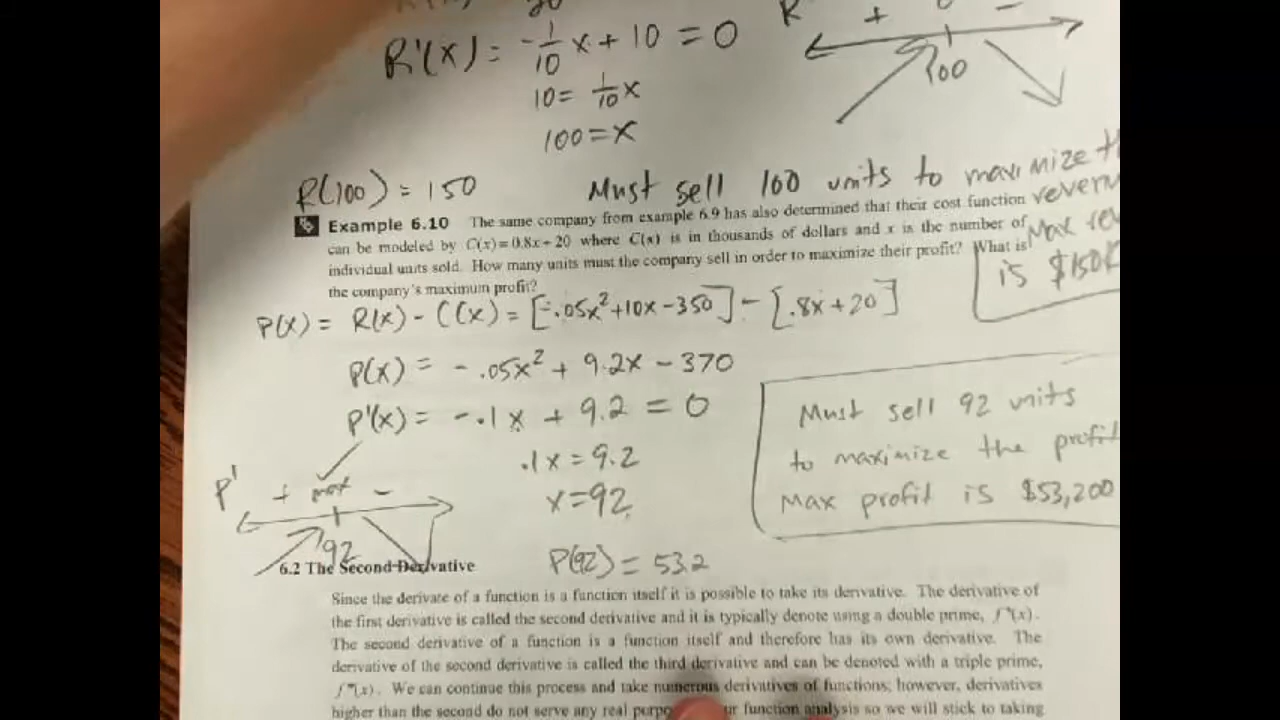 R'(x) = -1/10 x + 10 = 0
+ -
100
10 = 1/10 x
100 = x
R(100) = 150 Must sell 100 units to maximize
Example 6.10 The same company from example 6.9 has also determined that their cost function
can be modeled by C(x) = 0.8x + 20 where C(x) is in thousands of dollars and x is the number of
individual units sold. How many units must the company sell in order to maximize their profit? What is
the company's maximum profit?
Max
is $150K
P(x) = R(x) - C(x) = [-.05x² + 10x - 350] - [.8x + 20]
P(x) = -.05x² + 9.2x - 370
P'(x) = -.1x + 9.2 = 0
.1x = 9.2
x = 92
P' + max -
92
P(92) = 53.2
Must sell 92 units
to maximize the profit
Max profit is $53,200
6.2 The Second Derivative
Since the derivate of a function is a function itself it is possible to take its derivative. The derivative of
the first derivative is called the second derivative and it is typically denote using a double prime, f"(x).
The second derivative of a function is a function itself and therefore has its own derivative. The
derivative of the second derivative is called the third derivative and can be denoted with a triple prime,
f'''(x). We can continue this process and take numerous derivatives of functions; however, derivatives
higher than the second do not serve any real function analysis so we will stick to taking